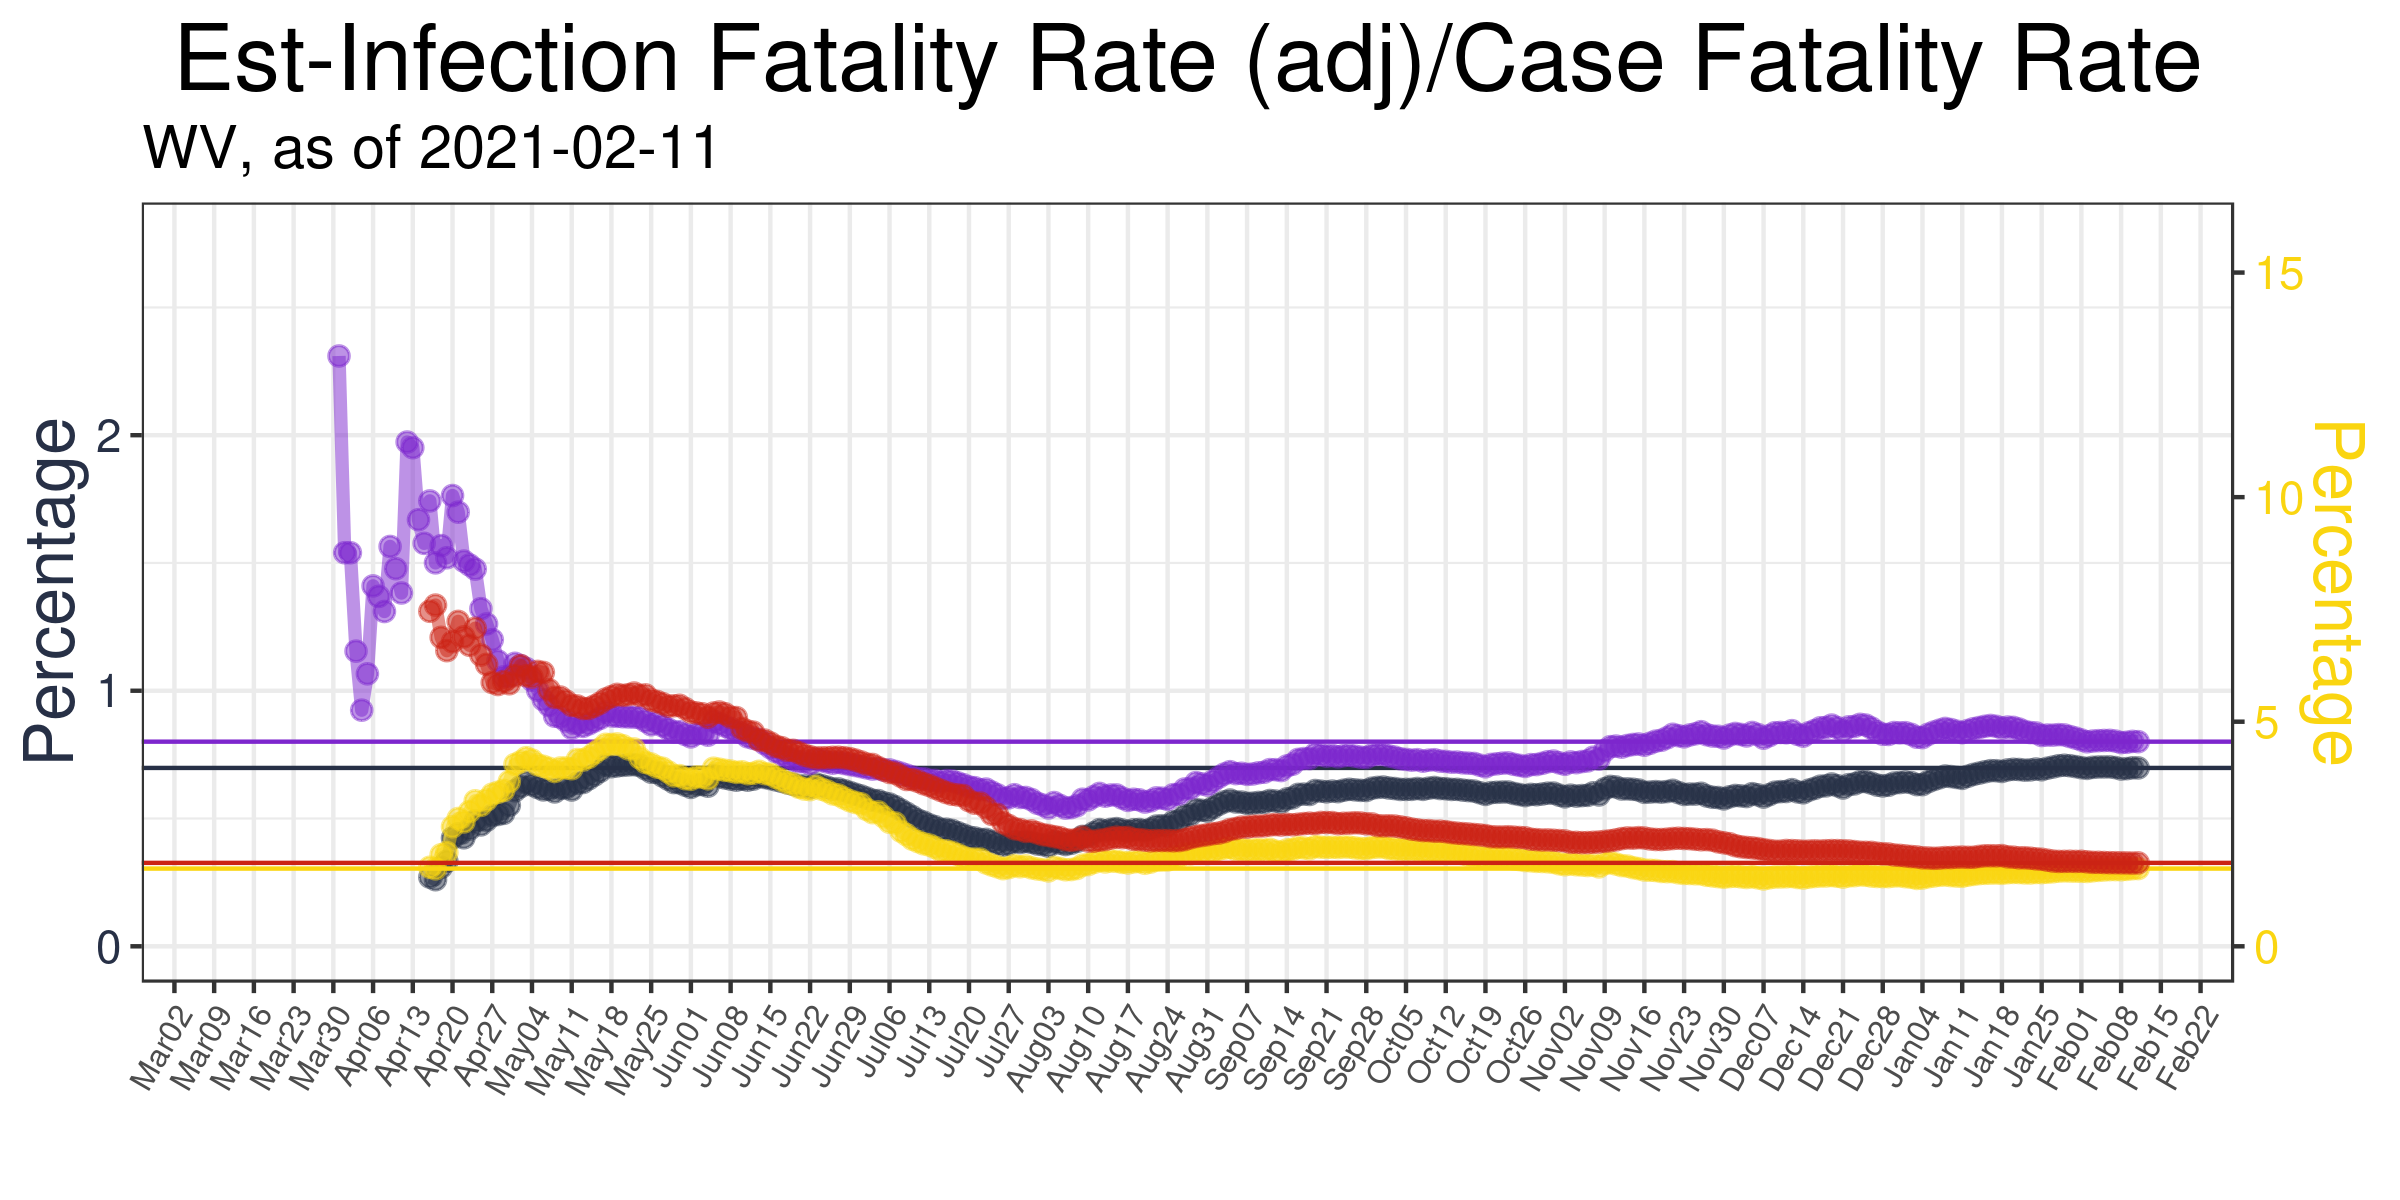 Est-Infection Fatality Rate (adj)/Case Fatality Rate
WV, as of 2021-02-11
Percentage
2
1
0
15
10
5
0
Percentage
Mar02 Mar09 Mar16 Mar23 Mar30 Apr06 Apr13 Apr20 Apr27 May04 May11 May18 May25 Jun01 Jun08 Jun15 Jun22 Jun29 Jul06 Jul13 Jul20 Jul27 Aug03 Aug10 Aug17 Aug24 Aug31 Sep07 Sep14 Sep21 Sep28 Oct05 Oct12 Oct19 Oct26 Nov02 Nov09 Nov16 Nov23 Nov30 Dec07 Dec14 Dec21 Dec28 Jan04 Jan11 Jan18 Jan25 Feb01 Feb08 Feb15 Feb22